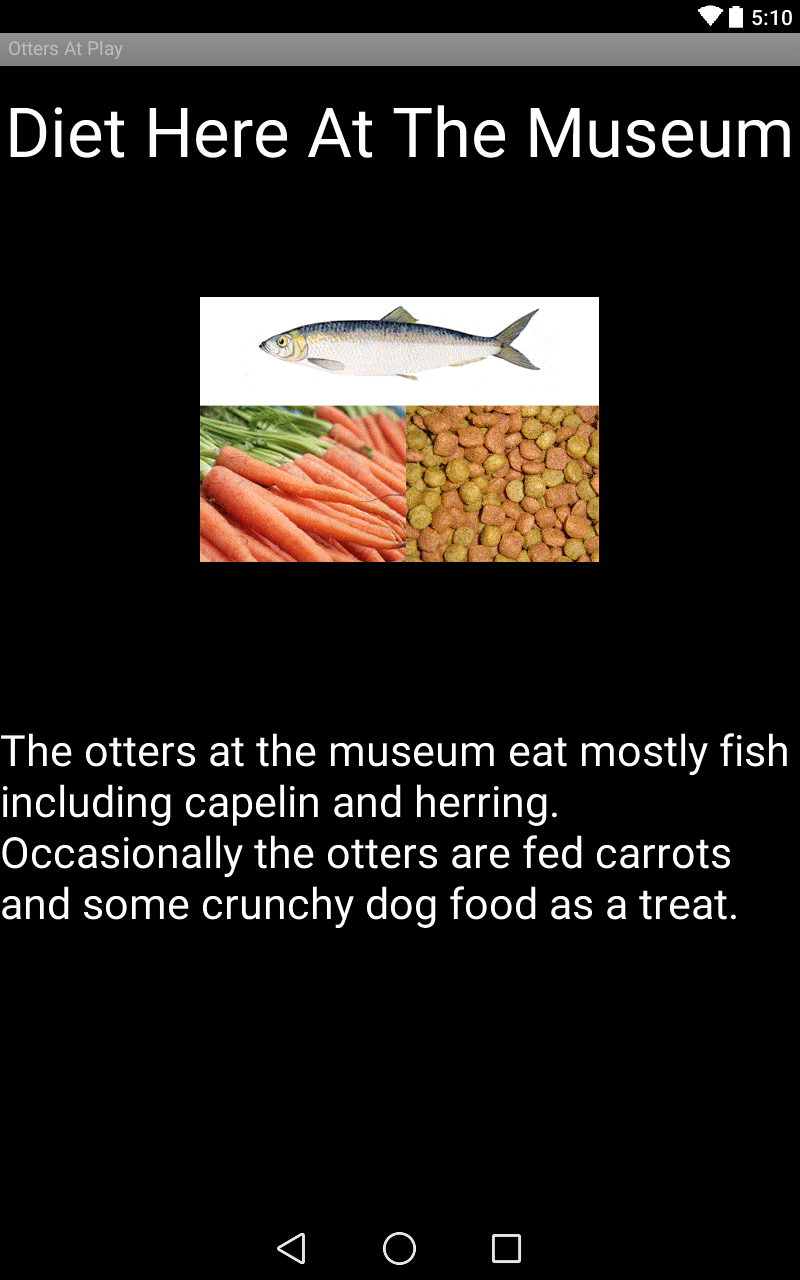 5:10
Otters At Play
Diet Here At The Museum
The otters at the museum eat mostly fish
including capelin and herring.
Occasionally the otters are fed carrots
and some crunchy dog food as a treat.